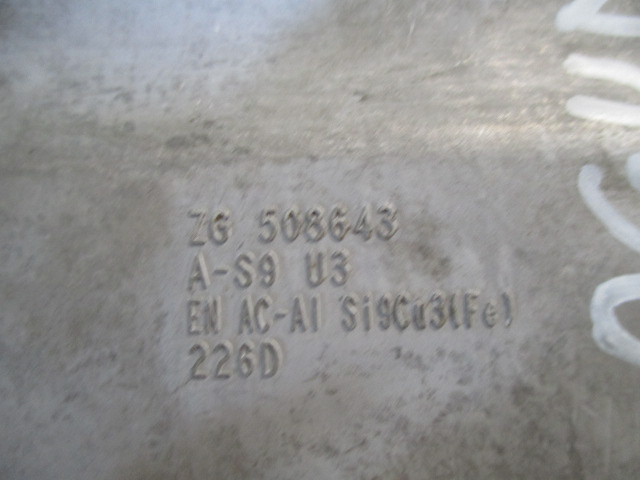 ZG 508643
A-S9 U3
EN AC-Al Si9Cu3(Fe)
226D